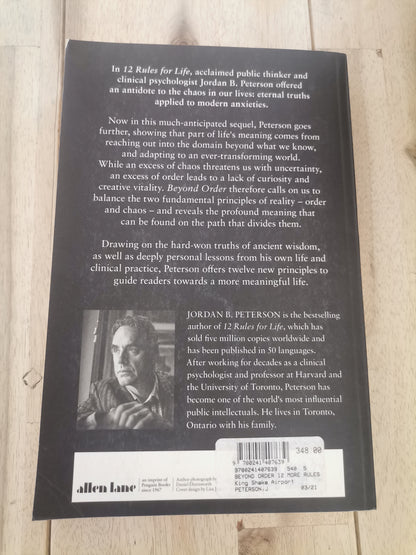 In 12 Rules for Life, acclaimed public thinker and
clinical psychologist Jordan B. Peterson offered
an antidote to the chaos in our lives: eternal truths
applied to modern anxieties.
Now in this much-anticipated sequel, Peterson goes
further, showing that part of life's meaning comes from
reaching out into the domain beyond what we know,
and adapting to an ever-transforming world.
While an excess of chaos threatens us with uncertainty,
an excess of order leads to a lack of curiosity and
creative vitality. Beyond Order therefore calls on us to
balance the two fundamental principles of reality – order
and chaos – and reveals the profound meaning that
can be found on the path that divides them.
Drawing on the hard-won truths of ancient wisdom,
as well as deeply personal lessons from his own life and
clinical practice, Peterson offers twelve new principles to
guide readers towards a more meaningful life.
JORDAN B. PETERSON is the bestselling
author of 12 Rules for Life, which has
sold five million copies worldwide and
has been published in 50 languages.
After working for decades as a clinical
psychologist and professor at Harvard and
the University of Toronto, Peterson has
become one of the world's most influential
public intellectuals. He lives in Toronto,
Ontario with his family.
348.00
9 780241 407639
9780241407639 540 5
BEYOND ORDER 12 MORE RULES
King Shaka Airport
PETERSON,J 03/21
allen lane
an imprint of
Penguin Books
since 1967
Author photograph by
Cover design by